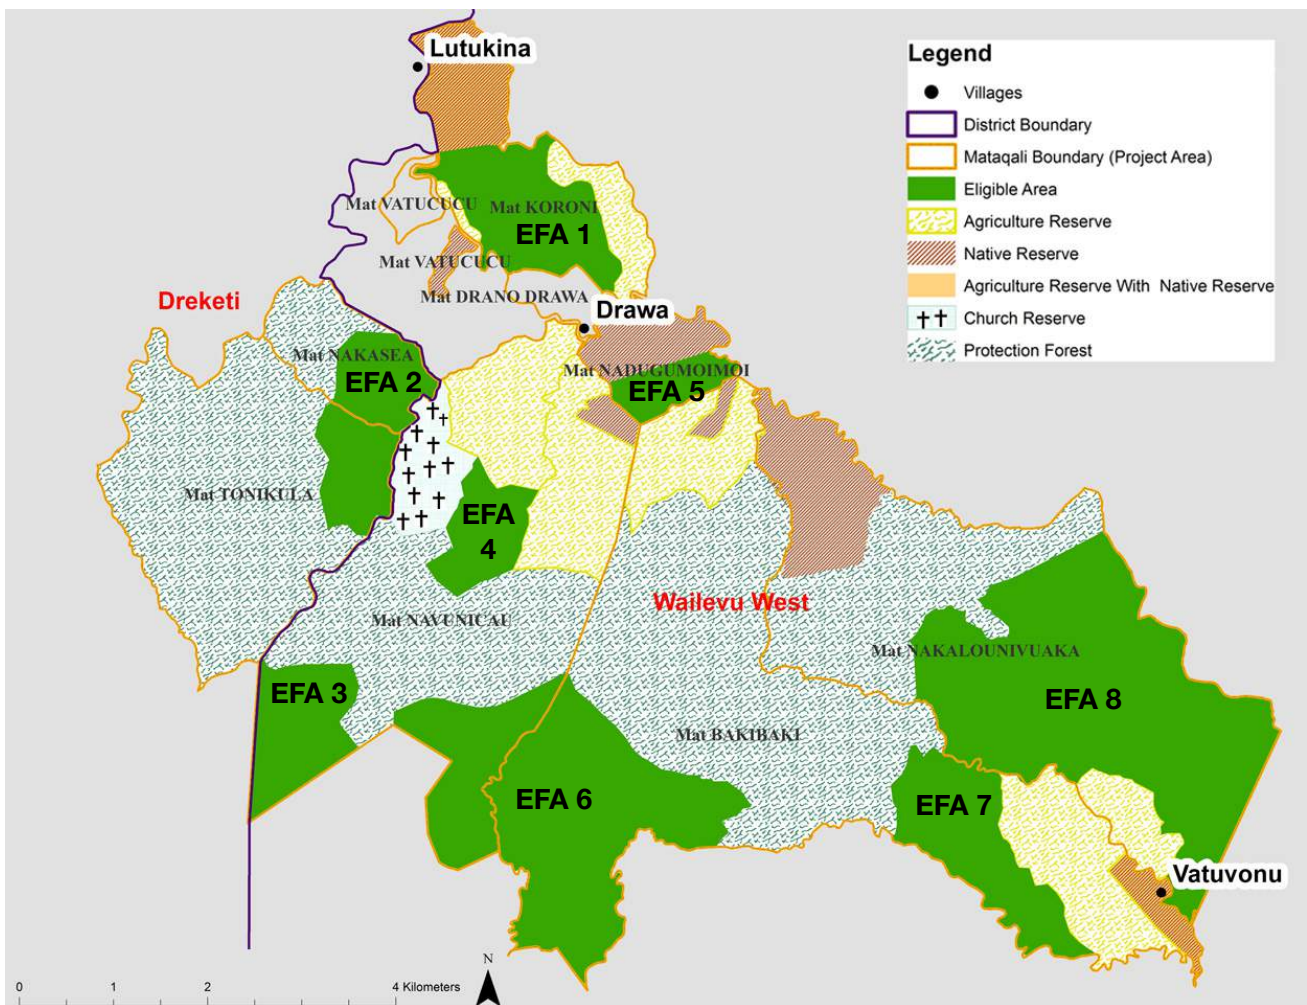 Lutukina
Legend
Villages
District Boundary
Mataqali Boundary (Project Area)
Eligible Area
Agriculture Reserve
Native Reserve
Agriculture Reserve With Native Reserve
Church Reserve
Protection Forest
Mat VATUCUCU
Mat KORONI
EFA 1
Mat VATUCUCU
Mat DRANO DRAWA
Dreketi
Drawa
Mat NAKASEA
EFA 2
Mat NADUGUMOIMOI
EFA 5
Mat TONIKULA
EFA
4
Mat NAVUNICAU
Wailevu West
Mat NAKALOUNIVUAKA
EFA 3
EFA 8
Mat BAKIBAKI
EFA 6
EFA 7
Vatuvonu
N
0 1 2 4 Kilometers